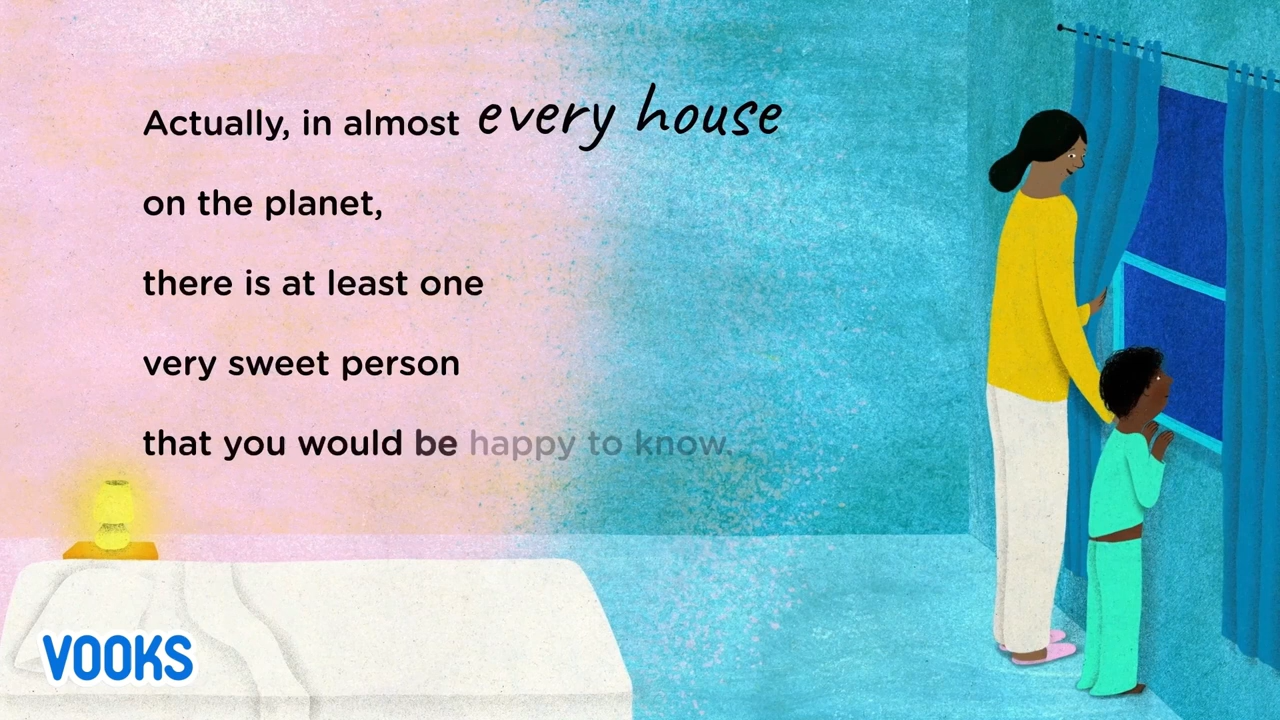 Actually, in almost every house
on the planet,
there is at least one
very sweet person
that you would be happy to know.
VOOKS